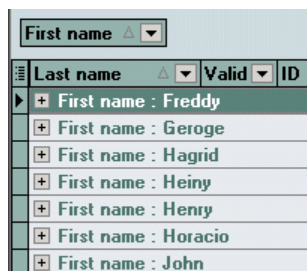 First name
Last name Valid ID
First name : Freddy
First name : Geroge
First name : Hagrid
First name : Heiny
First name : Henry
First name : Horacio
First name : John